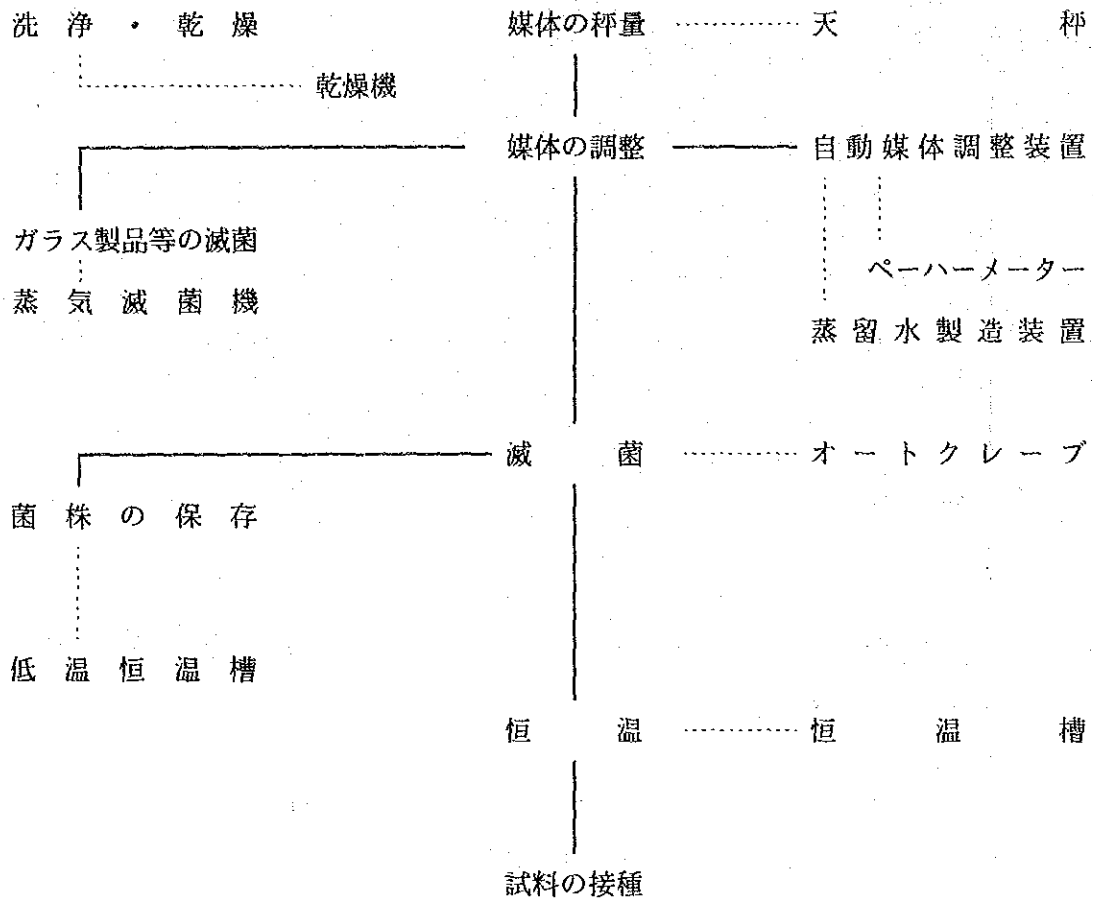 洗浄・乾燥 媒体の秤量 天秤
乾燥機
媒体の調整 自動媒体調整装置
ガラス製品等の滅菌
ペーハーメーター
蒸気滅菌機
蒸留水製造装置
滅菌 オートクレーブ
菌株の保存
低温恒温槽
恒温 恒温槽
試料の接種